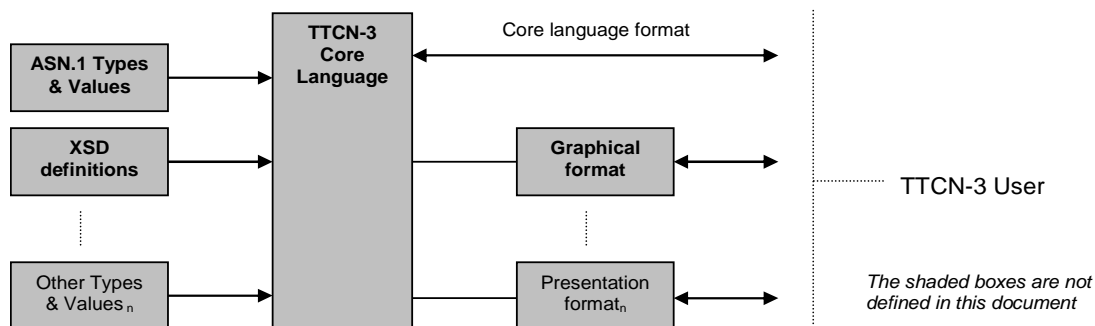 TTCN-3
Core
Language
Core language format
ASN.1 Types
& Values
XSD
definitions
Graphical
format
TTCN-3 User
Other Types
& Values n
Presentation
formatn
The shaded boxes are not
defined in this document